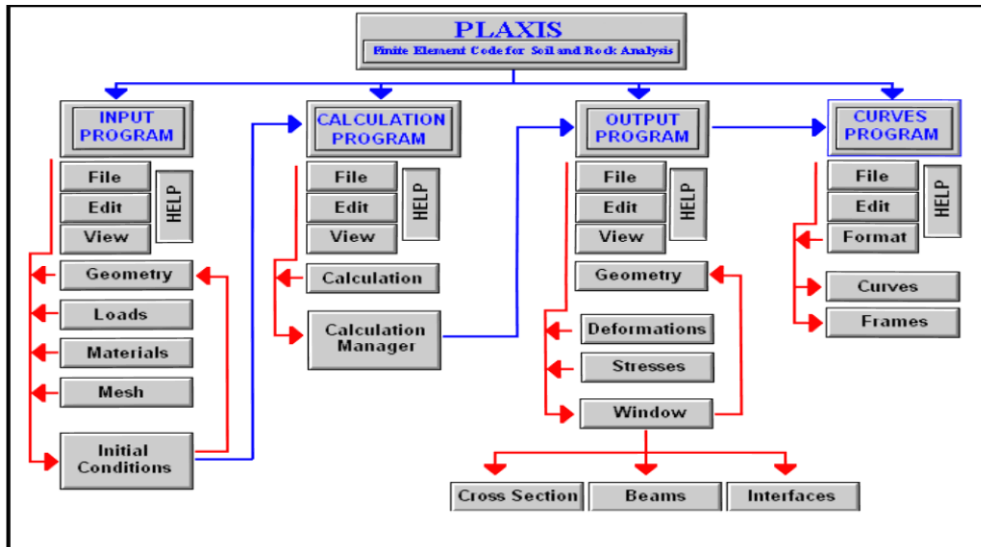 PLAXIS
Finite Element Code for Soil and Rock Analysis
INPUT
PROGRAM
File
Edit
View
HELP
Geometry
Loads
Materials
Mesh
Initial
Conditions
CALCULATION
PROGRAM
File
Edit
View
HELP
Calculation
Calculation
Manager
OUTPUT
PROGRAM
File
Edit
View
HELP
Geometry
Deformations
Stresses
Window
Cross Section
Beams
Interfaces
CURVES
PROGRAM
File
Edit
Format
HELP
Curves
Frames